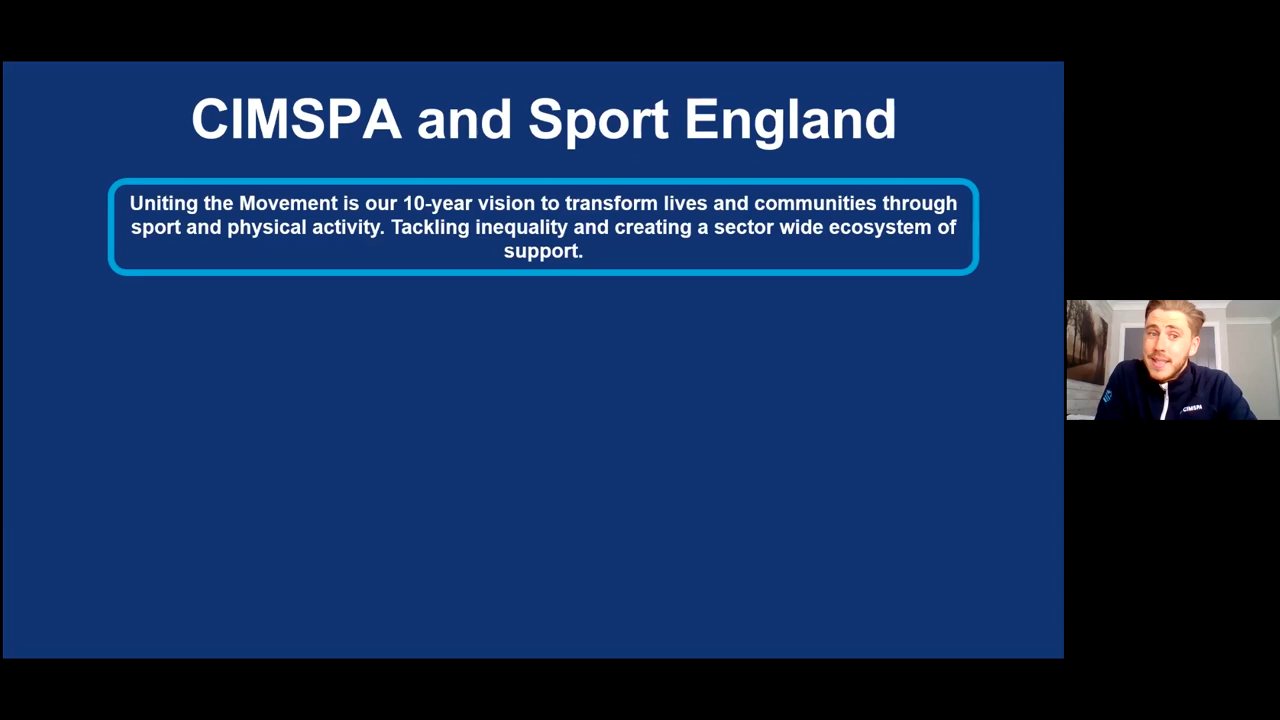 CIMSPA and Sport England
Uniting the Movement is our 10-year vision to transform lives and communities through
sport and physical activity. Tackling inequality and creating a sector wide ecosystem of
support.
CIMSPA